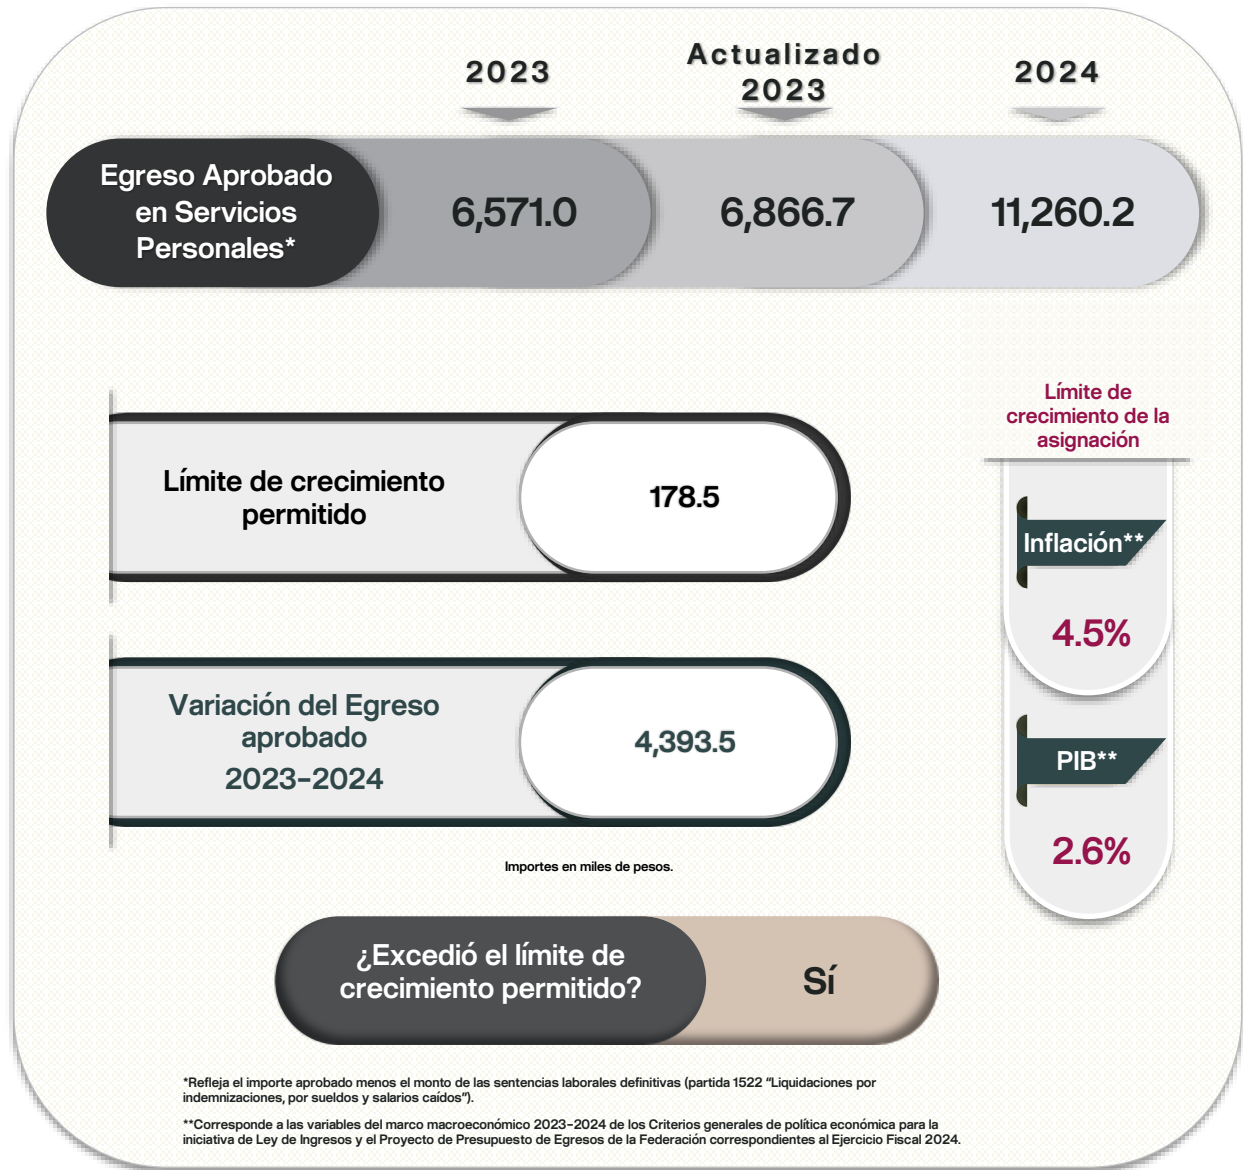 2023
Actualizado
2023
2024
Egreso Aprobado
en Servicios
Personales*
6,571.0
6,866.7
11,260.2
Límite de crecimiento
permitido
178.5
Límite de
crecimiento de la
asignación
Inflación**
4.5%
Variación del Egreso
aprobado
2023-2024
4,393.5
PIB**
2.6%
Importes en miles de pesos.
¿Excedió el límite de
crecimiento permitido?
Sí
*Refleja el importe aprobado menos el monto de las sentencias laborales definitivas (partida 1522 "Liquidaciones por
indemnizaciones, por sueldos y salarios caídos").
**Corresponde a las variables del marco macroeconómico 2023-2024 de los Criterios generales de política económica para la
iniciativa de Ley de Ingresos y el Proyecto de Presupuesto de Egresos de la Federación correspondientes al Ejercicio Fiscal 2024.